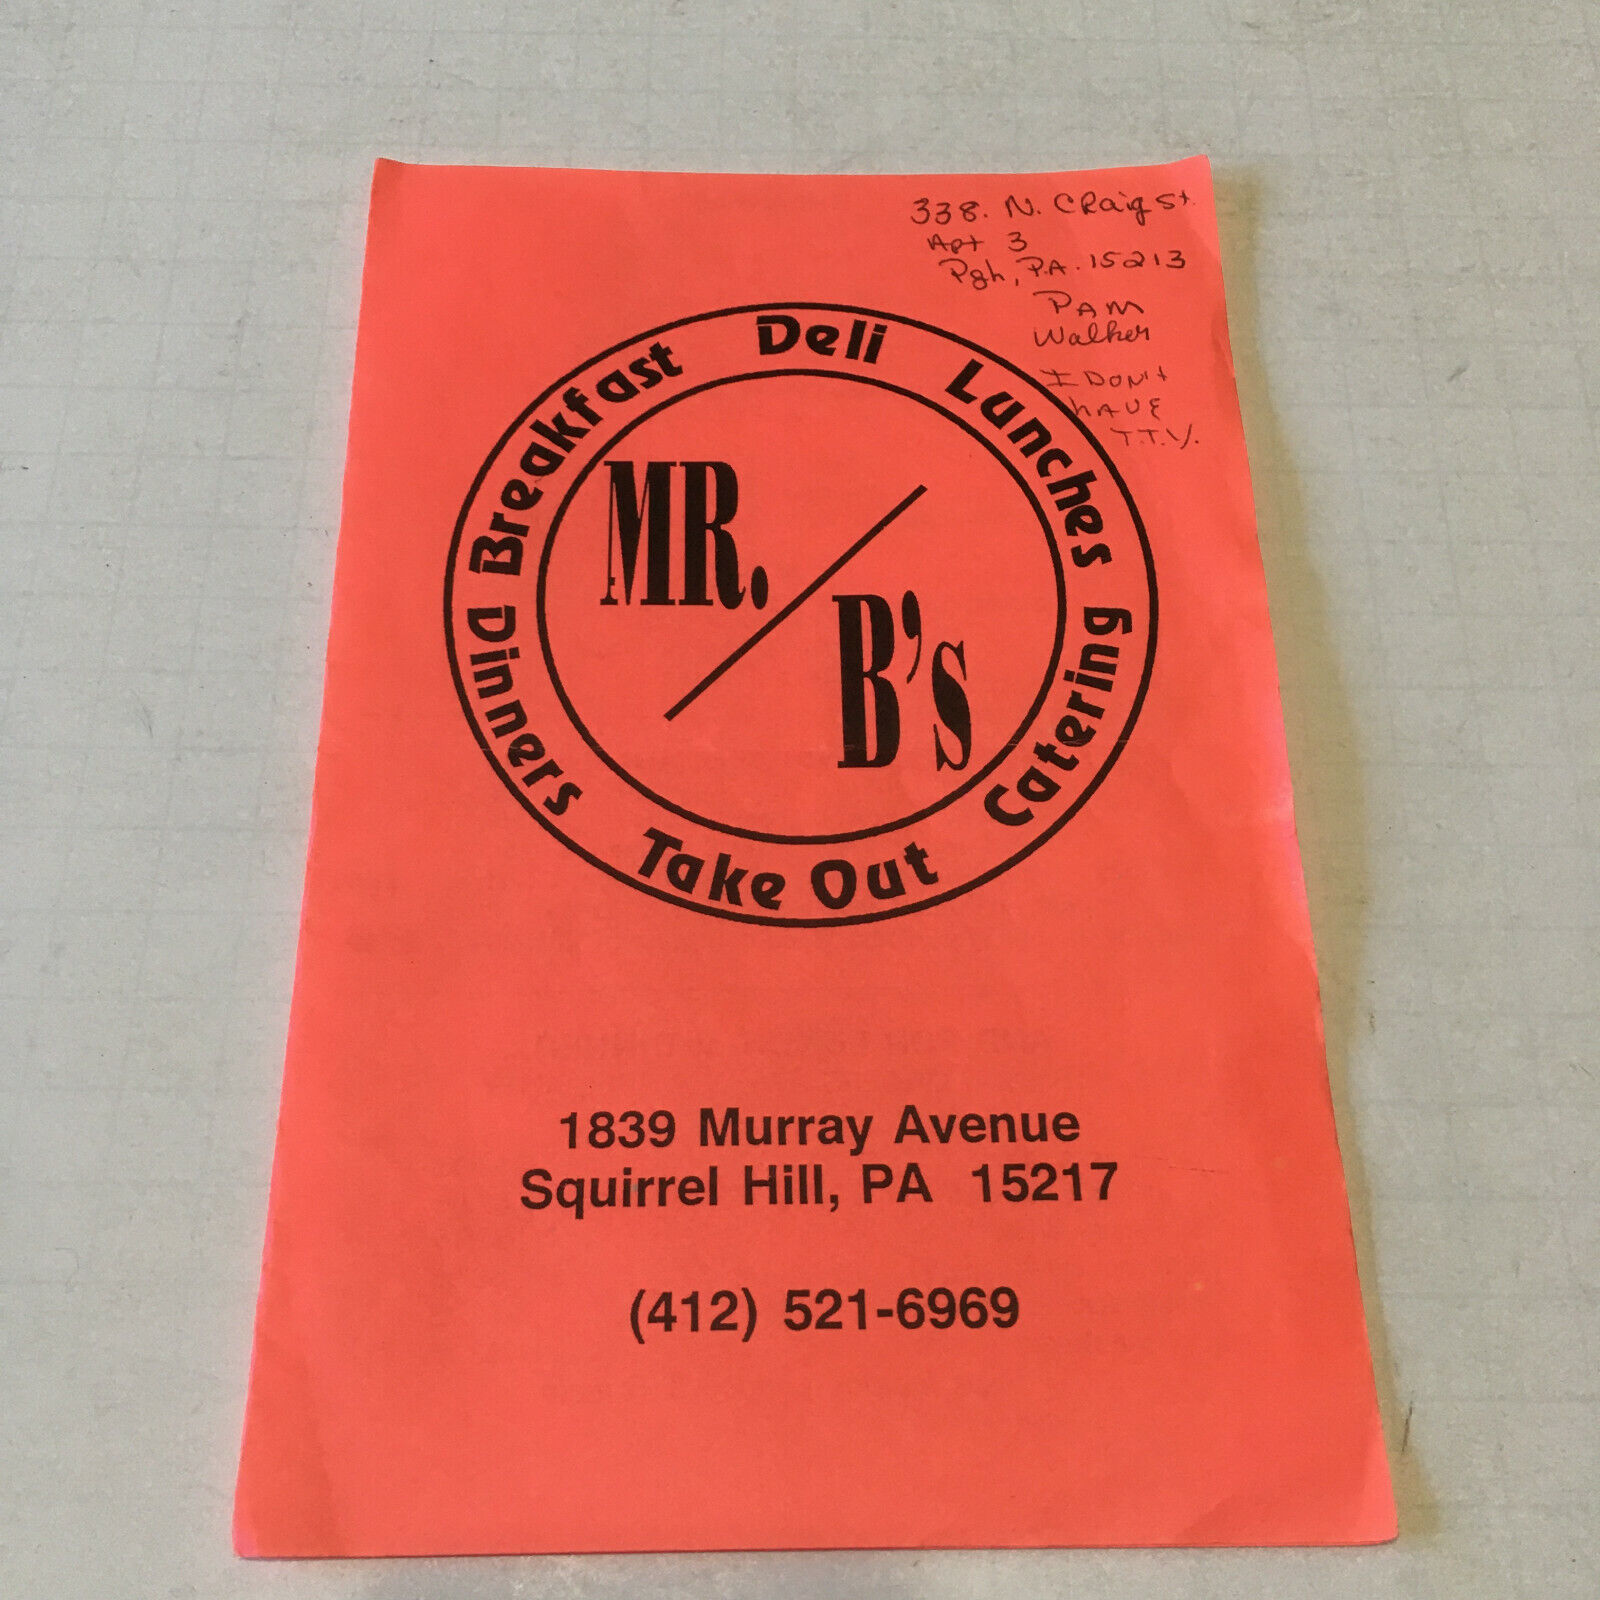 338. N. CRaig St.
Apt 3
Pgh, P.A. 15213
PAM
Walker
I DON't
HAVE
T.T.Y.
Breakfast Deli Lunches
Catering
Take Out
Dinners
MR.
B's
1839 Murray Avenue
Squirrel Hill, PA 15217
(412) 521-6969